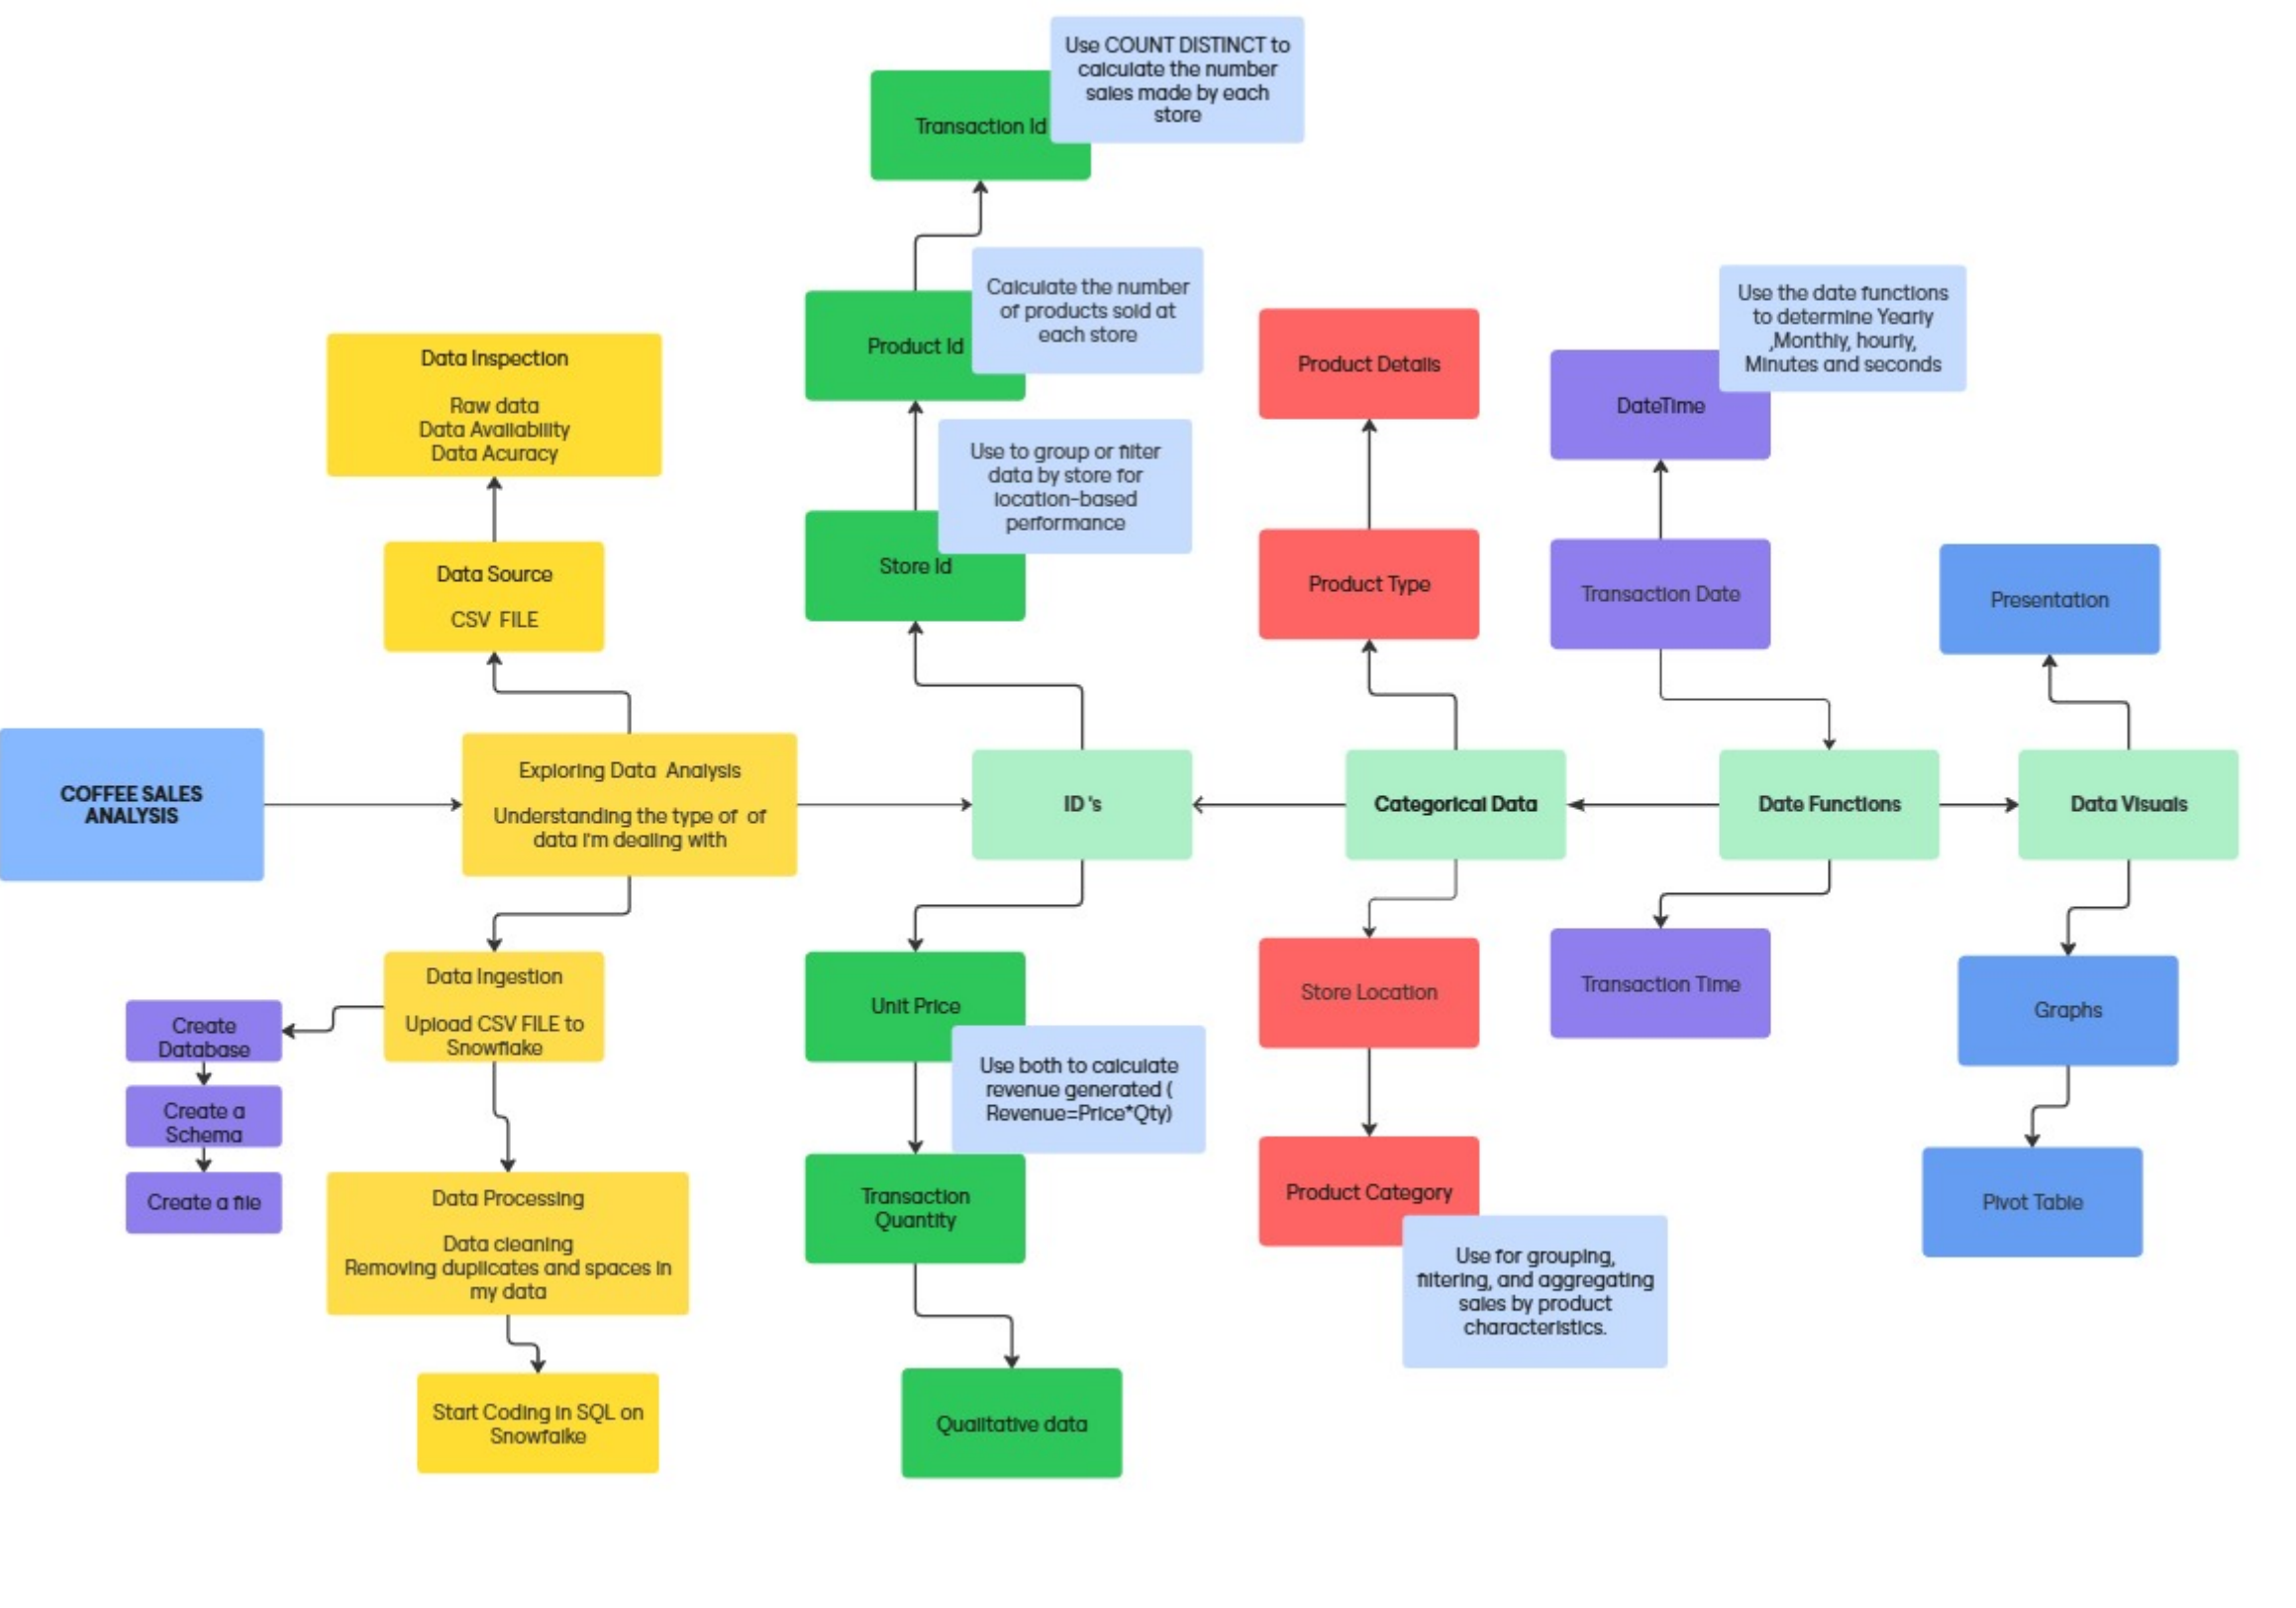 Use COUNT DISTINCT to
calculate the number
sales made by each
store
Transaction Id
Calculate the number
of products sold at
each store
Product Id
Use to group or filter
data by store for
location-based
performance
Store Id
Data Inspection
Raw data
Data Availability
Data Acuracy
Data Source
CSV FILE
Product Details
Product Type
Use the date functions
to determine Yearly
,Monthly, hourly,
Minutes and seconds
DateTime
Transaction Date
Presentation
COFFEE SALES
ANALYSIS
Exploring Data Analysis
Understanding the type of of
data i'm dealing with
ID 's
Categorical Data
Date Functions
Data Visuals
Data Ingestion
Upload CSV FILE to
Snowflake
Create
Database
Create a
Schema
Create a file
Data Processing
Data cleaning
Removing duplicates and spaces in
my data
Start Coding in SQL on
Snowfalke
Unit Price
Use both to calculate
revenue generated (
Revenue=Price*Qty)
Transaction
Quantity
Qualitative data
Store Location
Product Category
Use for grouping,
filtering, and aggregating
sales by product
characteristics.
Transaction Time
Graphs
Pivot Table